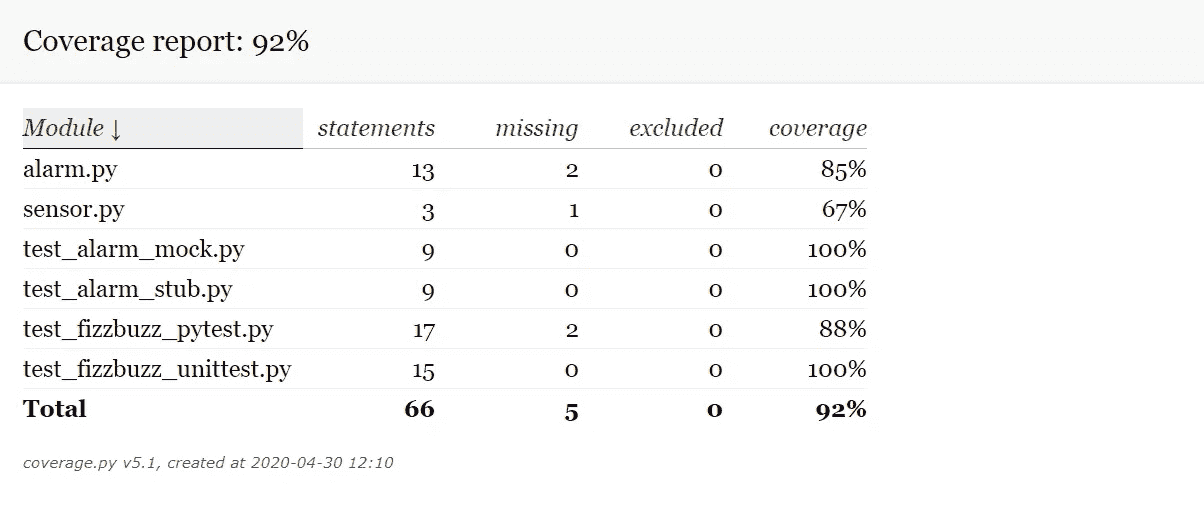 Coverage report: 92%
Module ↓ statements missing excluded coverage
alarm.py 13 2 0 85%
sensor.py 3 1 0 67%
test_alarm_mock.py 9 0 0 100%
test_alarm_stub.py 9 0 0 100%
test_fizzbuzz_pytest.py 17 2 0 88%
test_fizzbuzz_unittest.py 15 0 0 100%
Total 66 5 0 92%
coverage.py v5.1, created at 2020-04-30 12:10